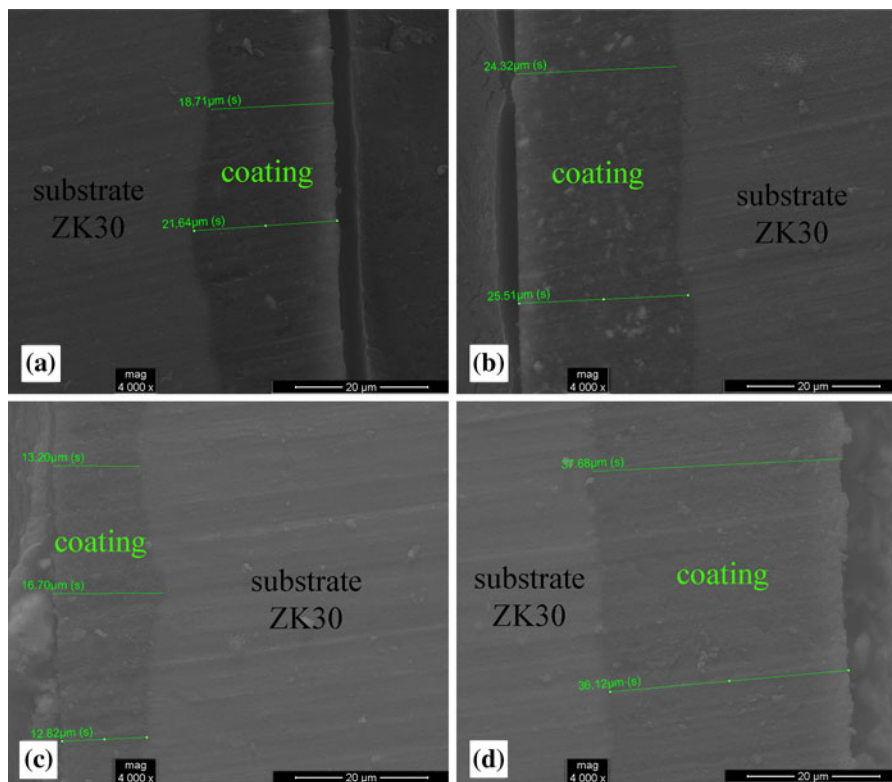 18.71µm (s)
coating
substrate
ZK30
21.64µm (s)
(a)
mag
4 000 x
20 µm
24.32µm (s)
coating
substrate
ZK30
25.51µm (s)
(b)
mag
4 000 x
20 µm
13.20µm (s)
coating
16.70µm (s)
substrate
ZK30
12.82µm (s)
(c)
mag
4 000 x
20 µm
37.68µm (s)
coating
substrate
ZK30
36.12µm (s)
(d)
mag
4 000 x
20 µm